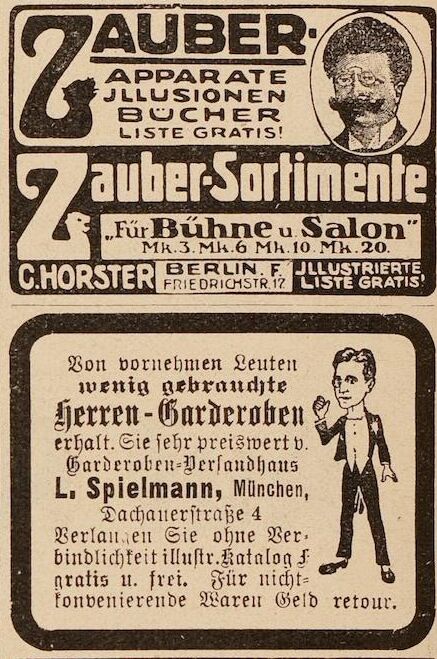 ZAUBER-
APPARATE
JLLUSIONEN
BÜCHER
LISTE GRATIS!
Zauber-Sortimente
„Für Bühne u. Salon"
Mk. 3. Mk. 6 Mk. 10. Mk. 20.
C. HORSTER BERLIN. F. FRIEDRICHSTR. 17 JLLUSTRIERTE LISTE GRATIS!
Von vornehmen Leuten
wenig gebrauchte
Herren-Garderoben
erhalt. Sie sehr preiswert v.
Garderoben-Versandhaus
L. Spielmann, München,
Dachauerstraße 4
Verlangen Sie ohne Ver-
bindlichkeit illustr. Katalog F
gratis u. frei. Für nicht-
konvenierende Waren Geld retour.